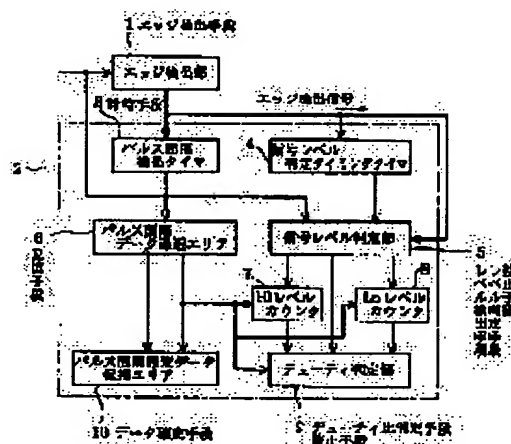 1 エッジ検出手段
エッジ検出部
エッジ検出信号
計時手段
パルス間隔
検出タイマ
4
信号レベル
判定タイミングタイマ
2
6
記憶手段
パルス間隔
データ格納エリア
信号レベル判定部
5
7
Hiレベル
カウンタ
8
Loレベル
カウンタ
パルス間隔確定データ
格納エリア
デューティ判定部
10 データ確定手段
9 デューティ比判定手段